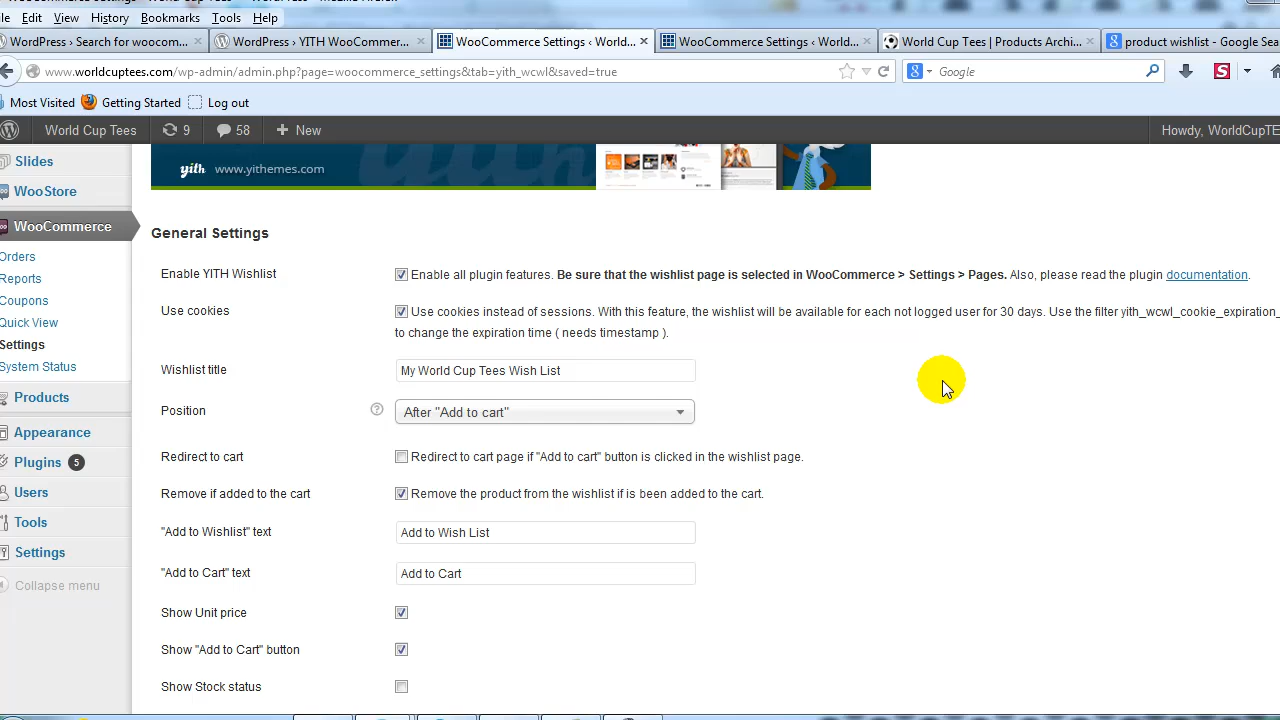 le Edit View History Bookmarks Tools Help
WordPress › Search for woocom... × WordPress › YITH WooCommer... × WooCommerce Settings ‹ World... × WooCommerce Settings ‹ World... × World Cup Tees | Products Archi... × product wishlist - Google Sea
www.worldcuptees.com/wp-admin/admin.php?page=woocommerce_settings&tab=yith_wcwl&saved=true Google
Most Visited Getting Started Log out
World Cup Tees 9 58 + New Howdy, WorldCupTE
Slides
WooStore
WooCommerce
Orders
Reports
Coupons
Quick View
Settings
System Status
Products
Appearance
Plugins 5
Users
Tools
Settings
Collapse menu
yith www.yithemes.com
General Settings
Enable YITH Wishlist Enable all plugin features. Be sure that the wishlist page is selected in WooCommerce > Settings > Pages. Also, please read the plugin documentation.
Use cookies Use cookies instead of sessions. With this feature, the wishlist will be available for each not logged user for 30 days. Use the filter yith_wcwl_cookie_expiration_
to change the expiration time ( needs timestamp ).
Wishlist title My World Cup Tees Wish List
Position ? After "Add to cart"
Redirect to cart Redirect to cart page if "Add to cart" button is clicked in the wishlist page.
Remove if added to the cart Remove the product from the wishlist if is been added to the cart.
"Add to Wishlist" text Add to Wish List
"Add to Cart" text Add to Cart
Show Unit price
Show "Add to Cart" button
Show Stock status